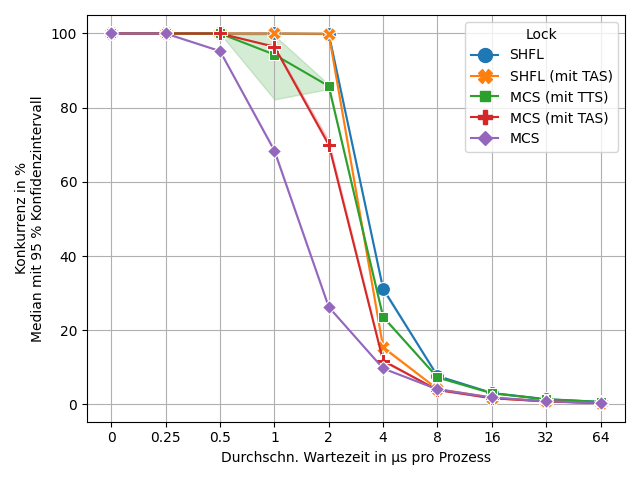 Konkurrenz in %
Median mit 95 % Konfidenzintervall
100
80
60
40
20
0
Lock
SHFL
SHFL (mit TAS)
MCS (mit TTS)
MCS (mit TAS)
MCS
0
0.25
0.5
1
2
4
8
16
32
64
Durchschn. Wartezeit in µs pro Prozess